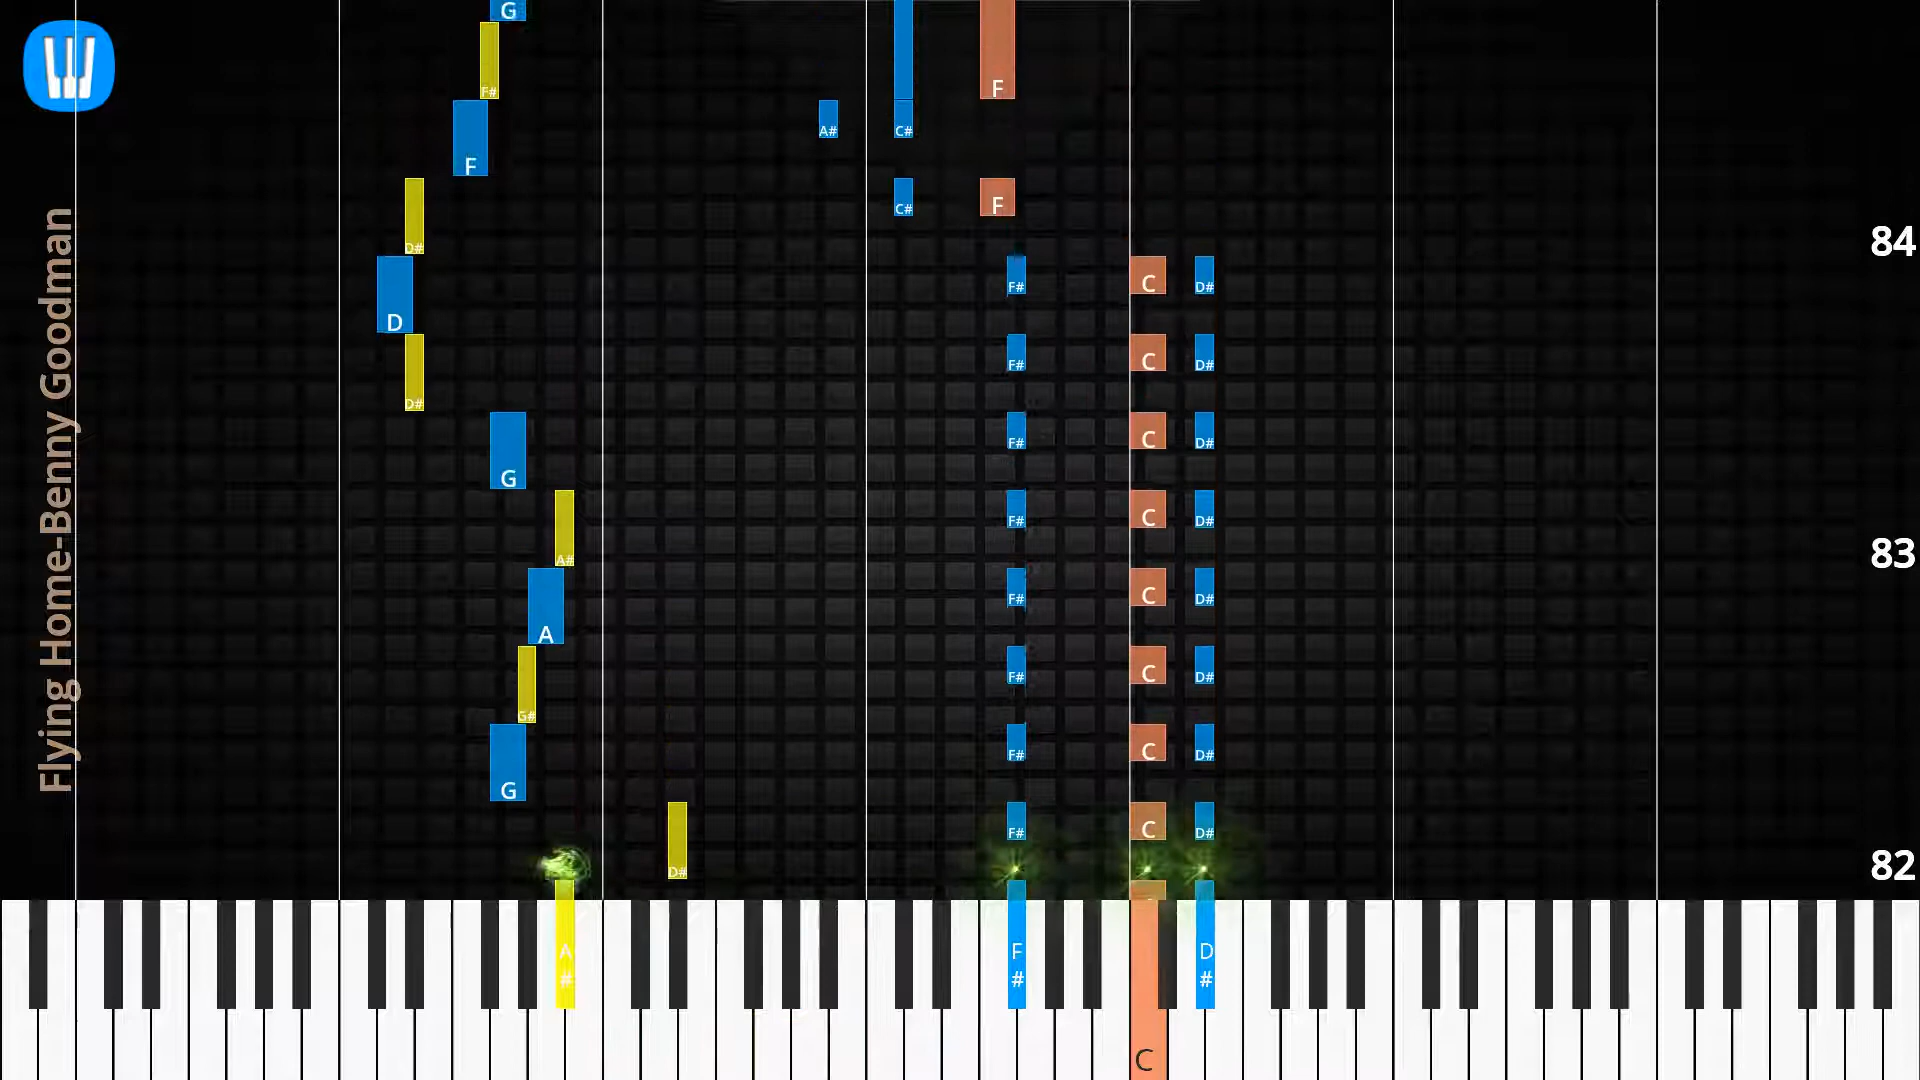 G
F#
F
F
A# C#
D# C# F
84
D F# C D#
D# F# C D#
G F# C D#
A# F# C D#
83
A F# C D#
G# F# C D#
G F# C D#
F# C D#
D#
82
A# F# D#
C
Flying Home-Benny Goodman